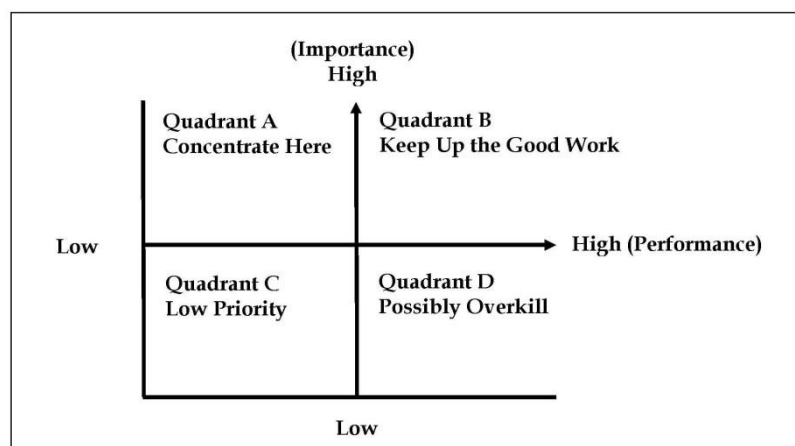 (Importance)
High
Quadrant A
Concentrate Here
Quadrant B
Keep Up the Good Work
Low
High (Performance)
Quadrant C
Low Priority
Quadrant D
Possibly Overkill
Low